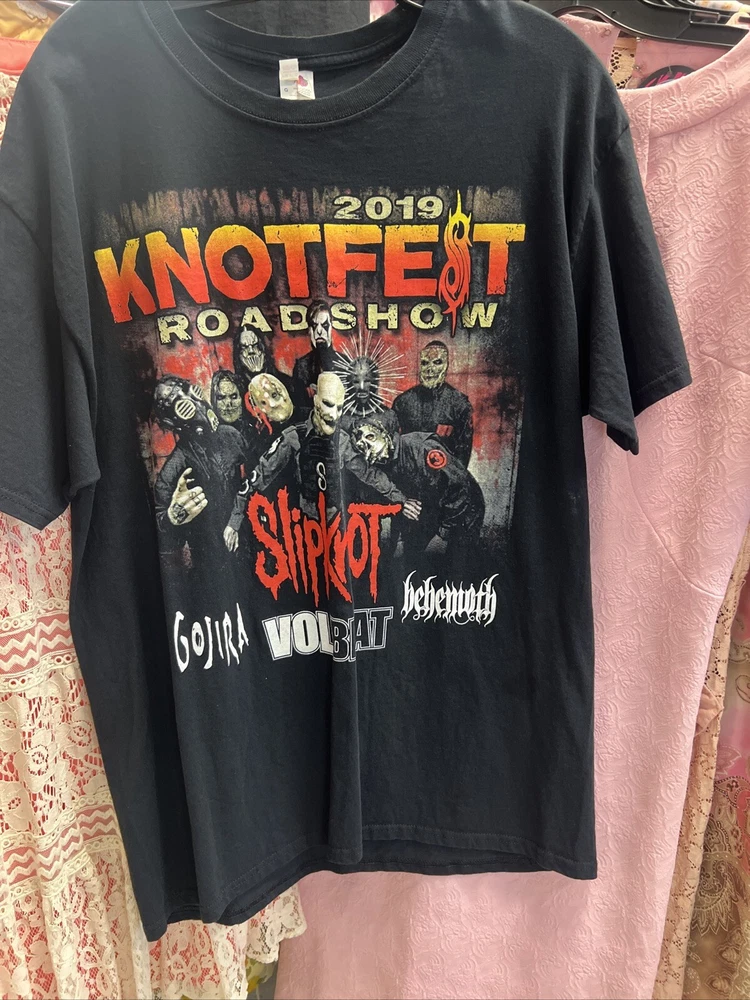 2019
KNOTFEST
ROADSHOW
SlipKnoT
GOJIRA
VOLBEAT
behemoth